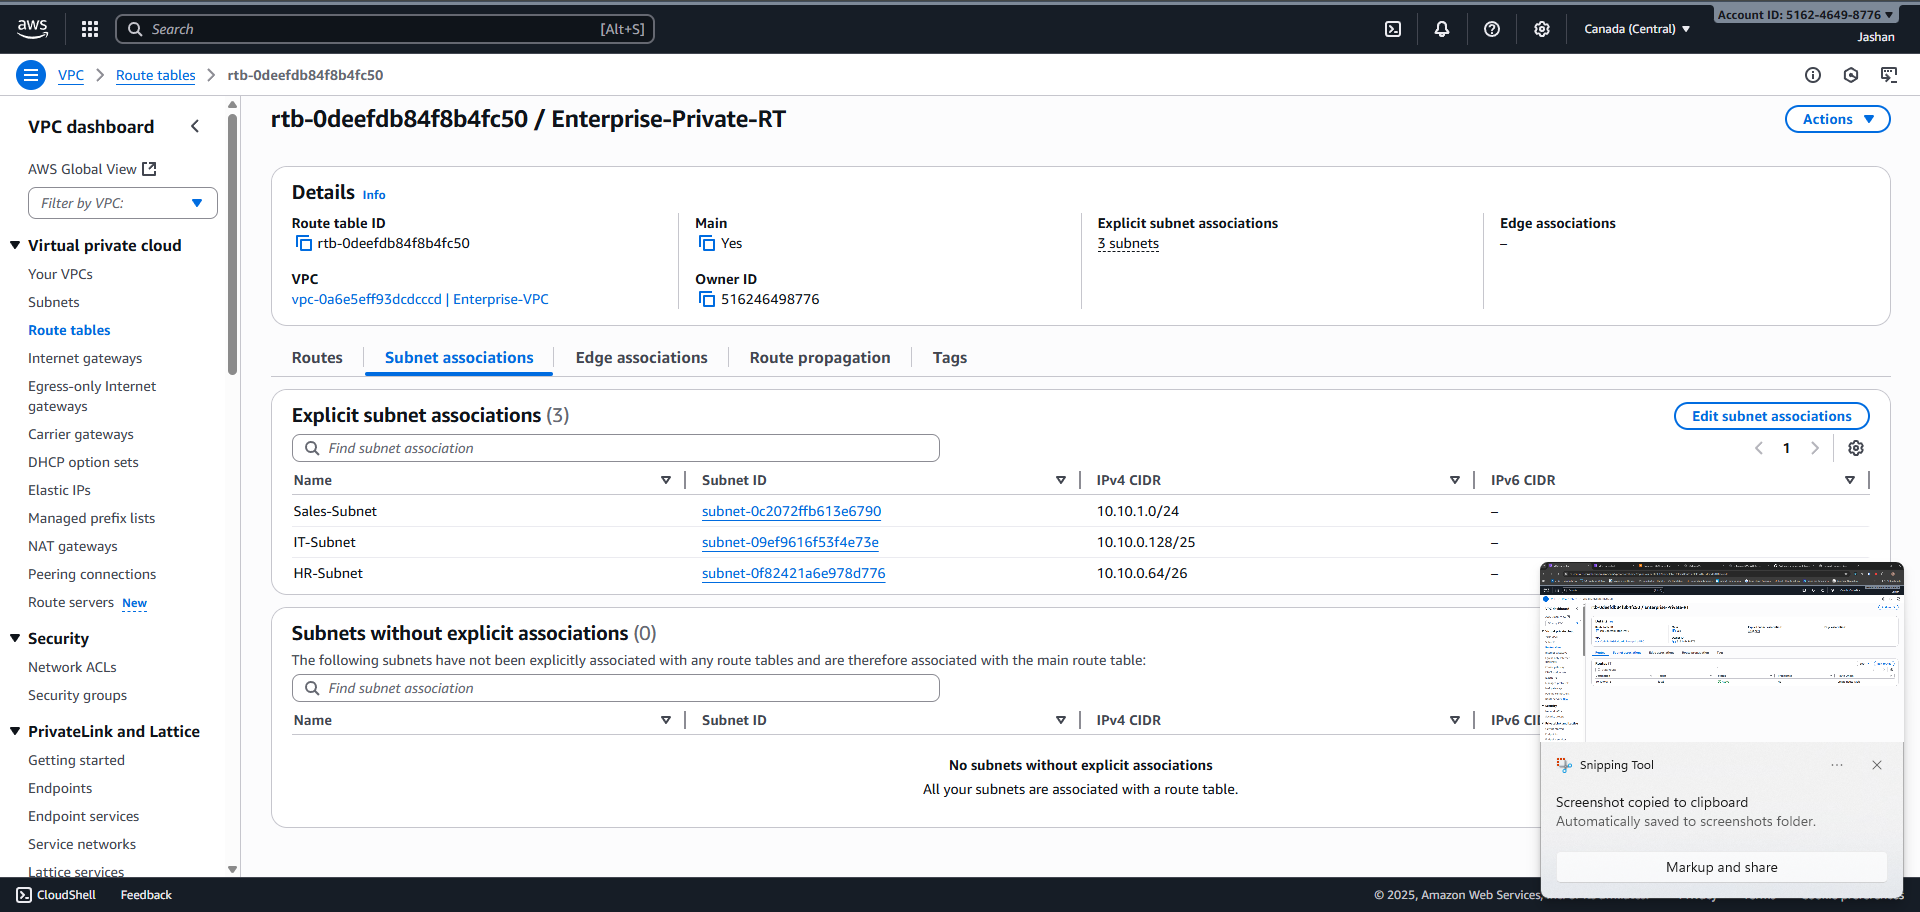 aws
Search [Alt+S]
Canada (Central)
Account ID: 5162-4649-8776
Jashan
VPC
Route tables
rtb-0deefdb84f8b4fc50
VPC dashboard
AWS Global View
Filter by VPC:
Virtual private cloud
Your VPCs
Subnets
Route tables
Internet gateways
Egress-only Internet
gateways
Carrier gateways
DHCP option sets
Elastic IPs
Managed prefix lists
NAT gateways
Peering connections
Route servers New
Security
Network ACLs
Security groups
PrivateLink and Lattice
Getting started
Endpoints
Endpoint services
Service networks
Lattice services
rtb-0deefdb84f8b4fc50 / Enterprise-Private-RT
Actions
Details Info
Route table ID
rtb-0deefdb84f8b4fc50
Main
Yes
Explicit subnet associations
3 subnets
Edge associations
–
VPC
vpc-0a6e5eff93dcdcccd | Enterprise-VPC
Owner ID
516246498776
Routes
Subnet associations
Edge associations
Route propagation
Tags
Explicit subnet associations (3)
Edit subnet associations
Find subnet association
1
Name Subnet ID IPv4 CIDR IPv6 CIDR
Sales-Subnet subnet-0c2072ffb613e6790 10.10.1.0/24 –
IT-Subnet subnet-09ef9616f53f4e73e 10.10.0.128/25 –
HR-Subnet subnet-0f82421a6e978d776 10.10.0.64/26 –
Subnets without explicit associations (0)
The following subnets have not been explicitly associated with any route tables and are therefore associated with the main route table:
Find subnet association
Name Subnet ID IPv4 CIDR
No subnets without explicit associations
All your subnets are associated with a route table.
Snipping Tool
Screenshot copied to clipboard
Automatically saved to screenshots folder.
Markup and share
CloudShell
Feedback
© 2025, Amazon Web Services,